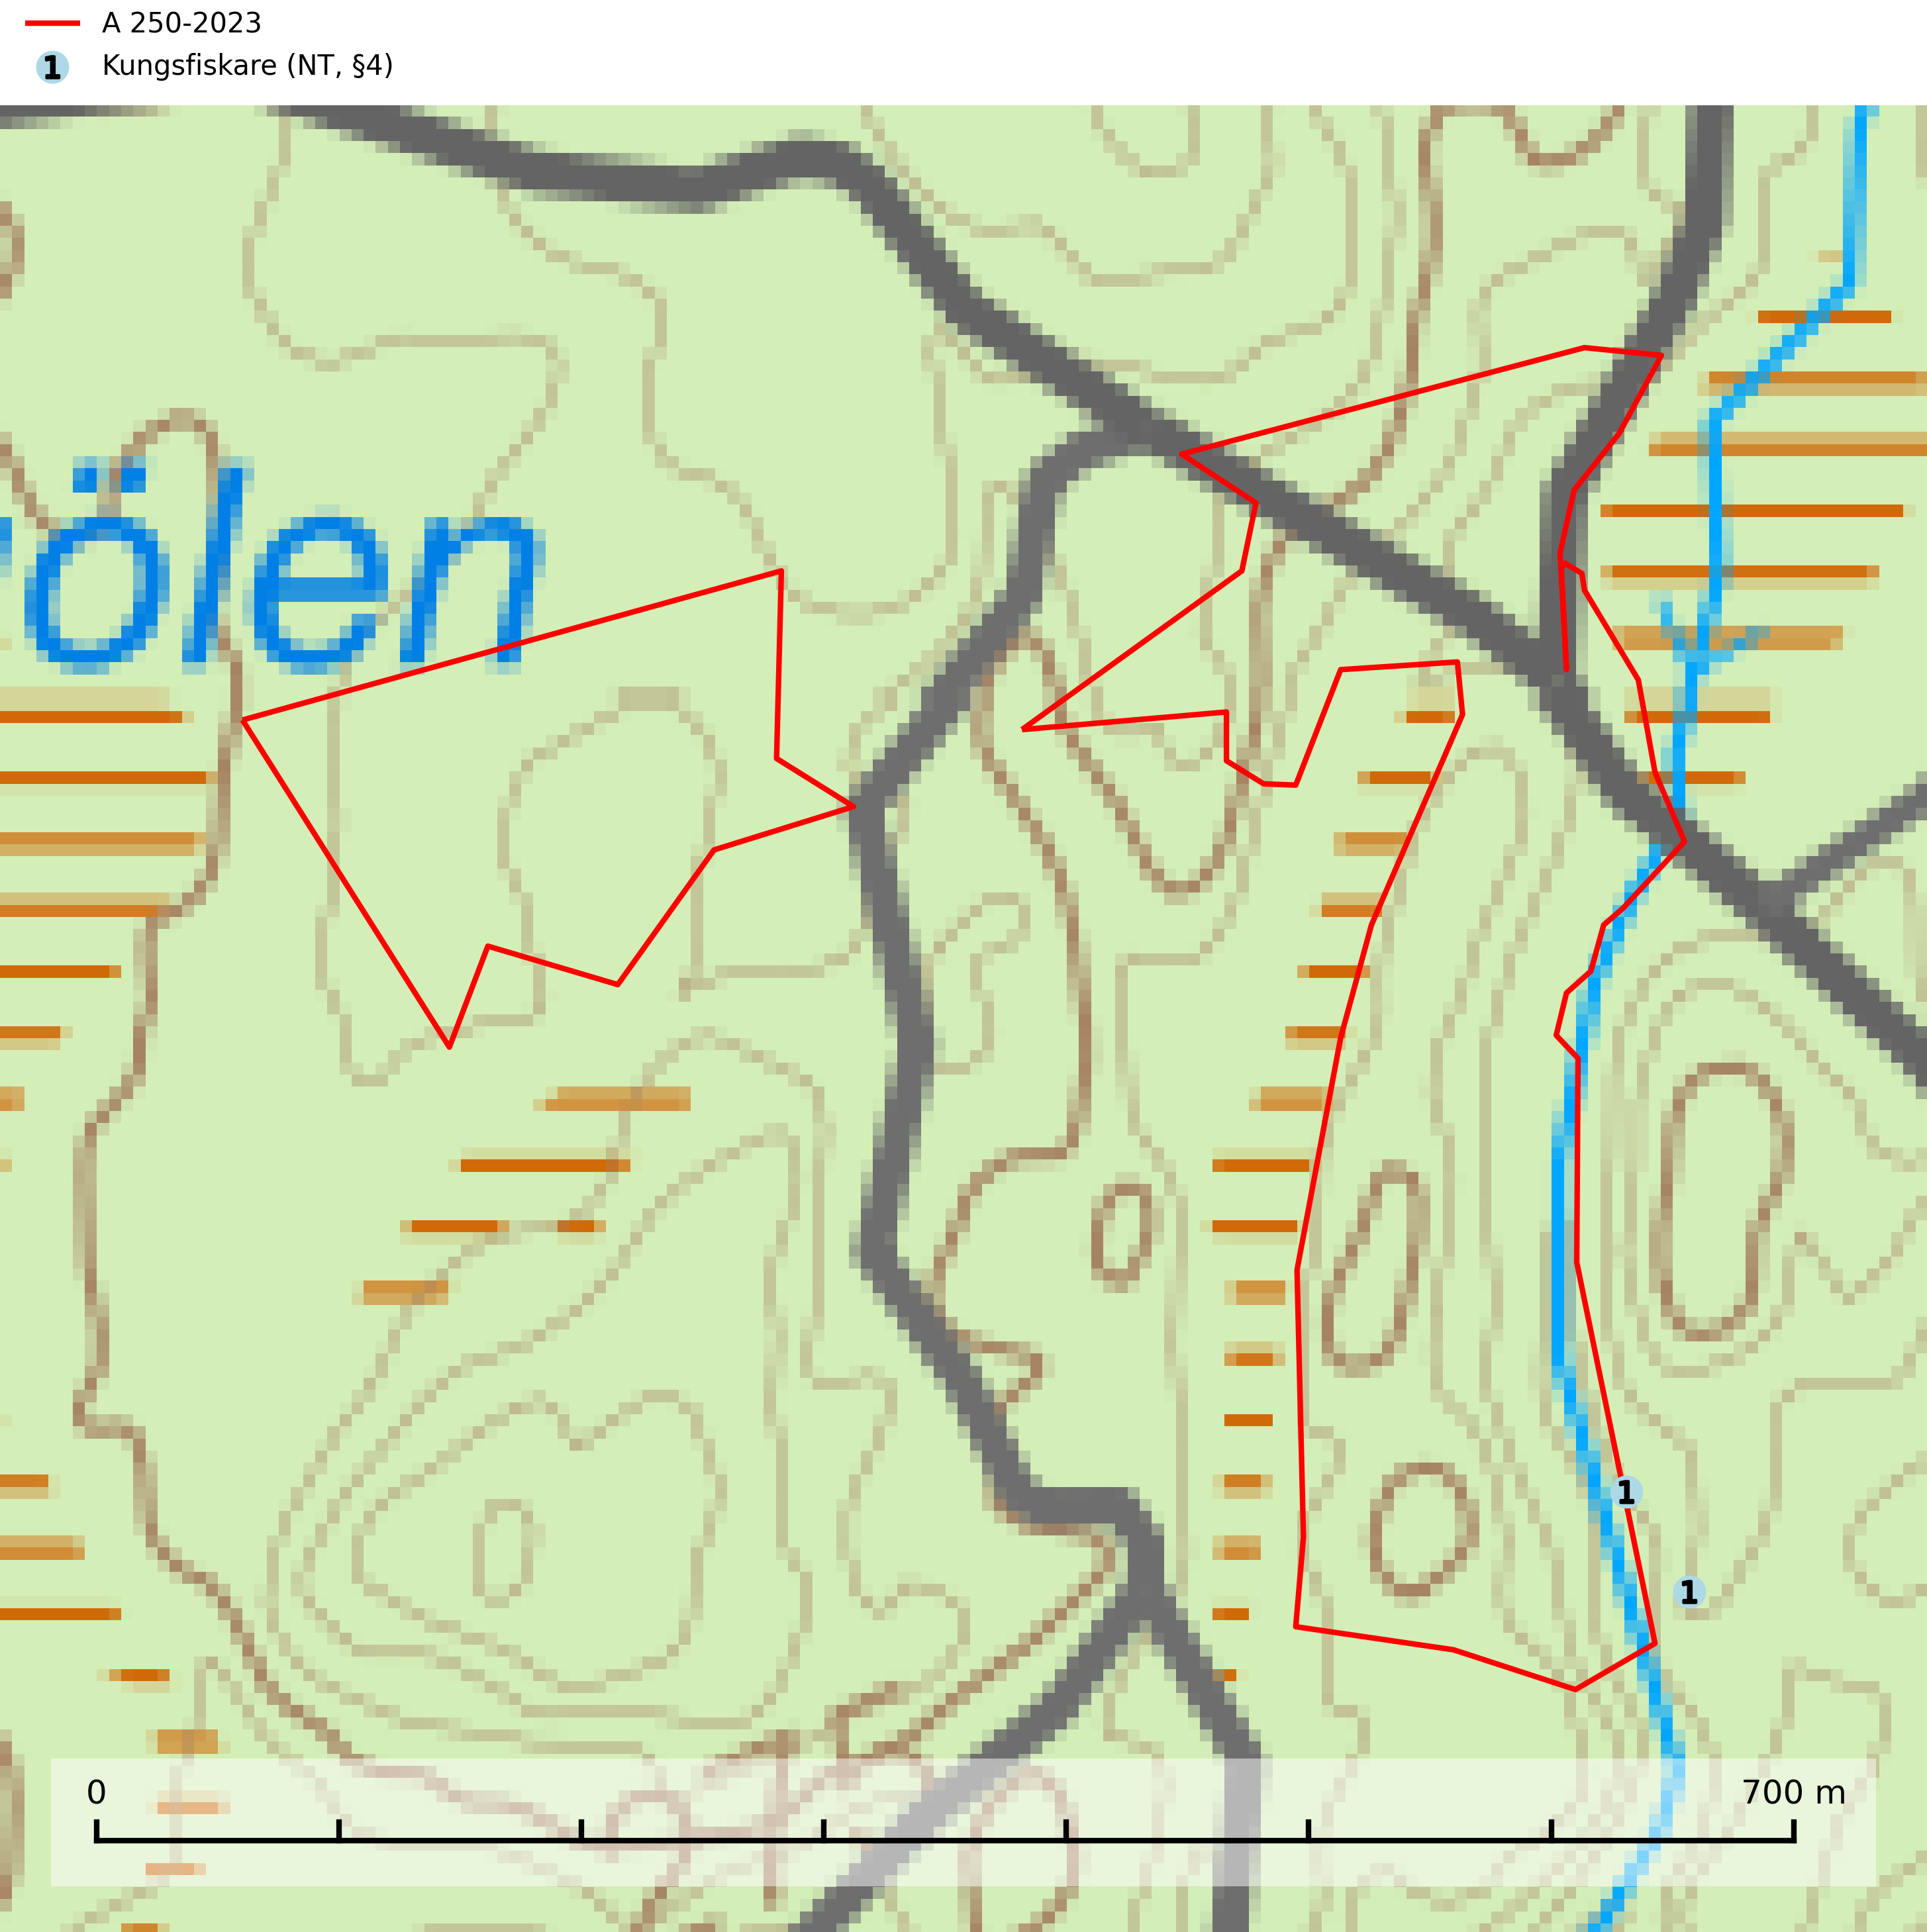 A 250-2023
1 Kungsfiskare (NT, §4)
ölen
1
1
0 700 m